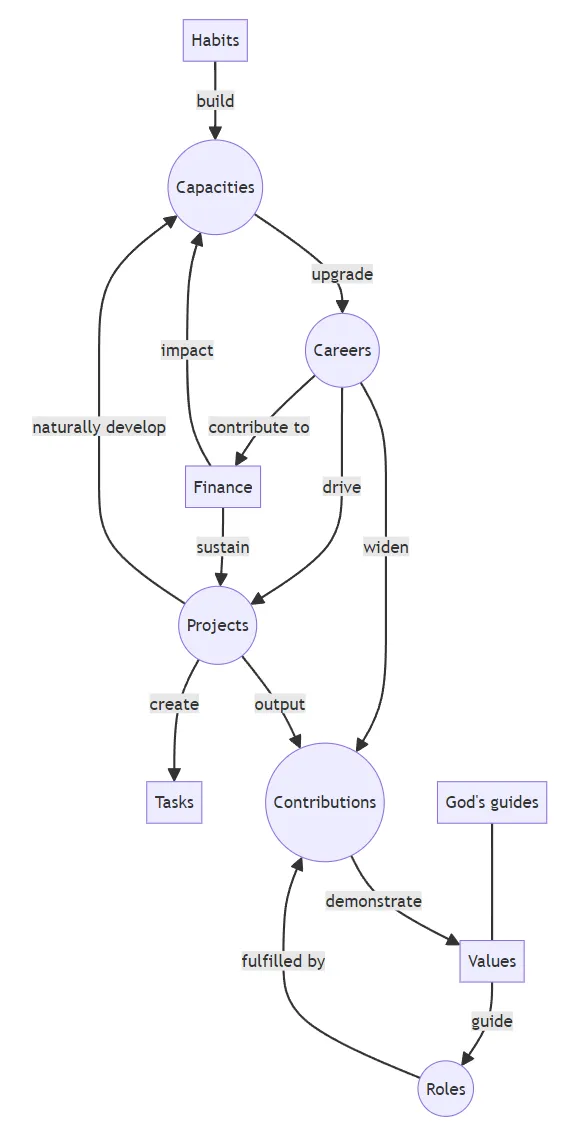 Habits
build
Capacities
upgrade
impact
Careers
naturally develop
contribute to
Finance
drive
sustain
widen
Projects
create
output
Tasks
Contributions
God's guides
demonstrate
fulfilled by
Values
guide
Roles